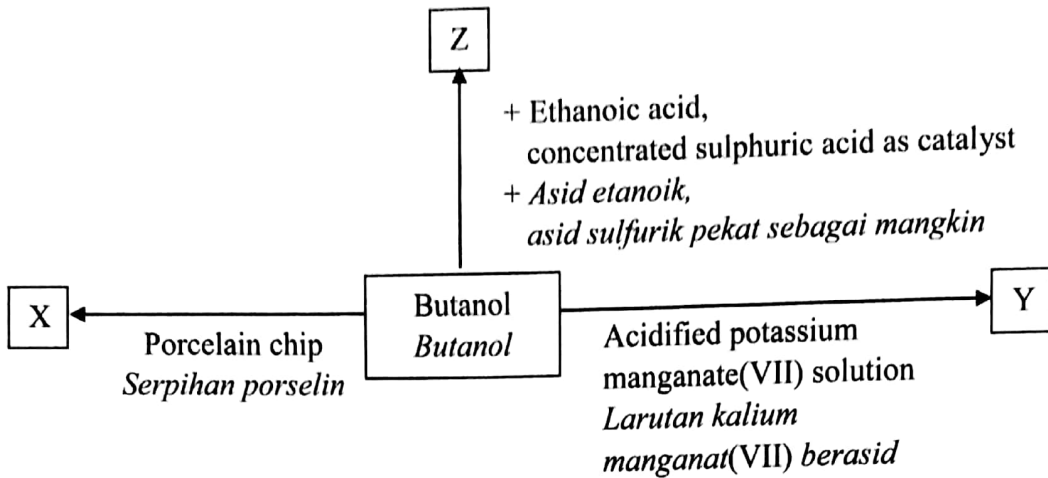 Z
+ Ethanoic acid,
concentrated sulphuric acid as catalyst
+ Asid etanoik,
asid sulfurik pekat sebagai mangkin
X
Porcelain chip
Serpihan porselin
Butanol
Butanol
Acidified potassium
manganate(VII) solution
Larutan kalium
manganat(VII) berasid
Y